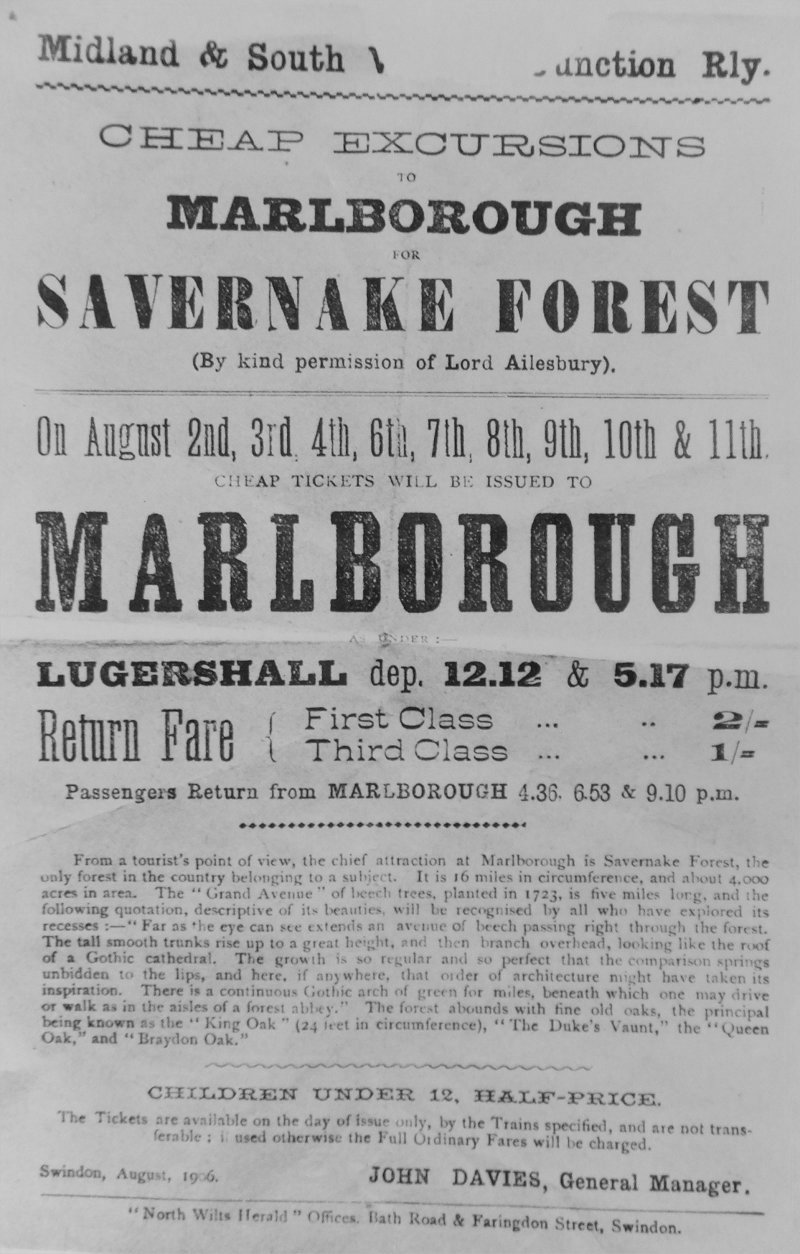 Midland & South unction Rly.
CHEAP EXCURSIONS
TO
MARLBOROUGH
FOR
SAVERNAKE FOREST
(By kind permission of Lord Ailesbury).
On August 2nd, 3rd, 4th, 6th, 7th, 8th, 9th, 10th & 11th.
CHEAP TICKETS WILL BE ISSUED TO
MARLBOROUGH
AS UNDER :—
LUGERSHALL dep. 12.12 & 5.17 p.m.
Return Fare { First Class ... .. 2/=
Third Class ... ... 1/=
Passengers Return from MARLBOROUGH 4.36. 6.53 & 9.10 p.m.
From a tourist's point of view, the chief attraction at Marlborough is Savernake Forest, the
only forest in the country belonging to a subject. It is 16 miles in circumference, and about 4,000
acres in area. The "Grand Avenue" of beech trees, planted in 1723, is five miles long, and the
following quotation, descriptive of its beauties, will be recognised by all who have explored its
recesses :—"Far as the eye can see extends an avenue of beech passing right through the forest.
The tall smooth trunks rise up to a great height, and then branch overhead, looking like the roof
of a Gothic cathedral. The growth is so regular and so perfect that the comparison springs
unbidden to the lips, and here, if anywhere, that order of architecture might have taken its
inspiration. There is a continuous Gothic arch of green for miles, beneath which one may drive
or walk as in the aisles of a forest abbey." The forest abounds with fine old oaks, the principal
being known as the "King Oak" (24 feet in circumference), "The Duke's Vaunt," the "Queen
Oak," and "Braydon Oak."
CHILDREN UNDER 12, HALF-PRICE.
The Tickets are available on the day of issue only, by the Trains specified, and are not trans-
ferable ; if used otherwise the Full Ordinary Fares will be charged.
Swindon, August, 1906. JOHN DAVIES, General Manager.
"North Wilts Herald" Offices. Bath Road & Faringdon Street, Swindon.